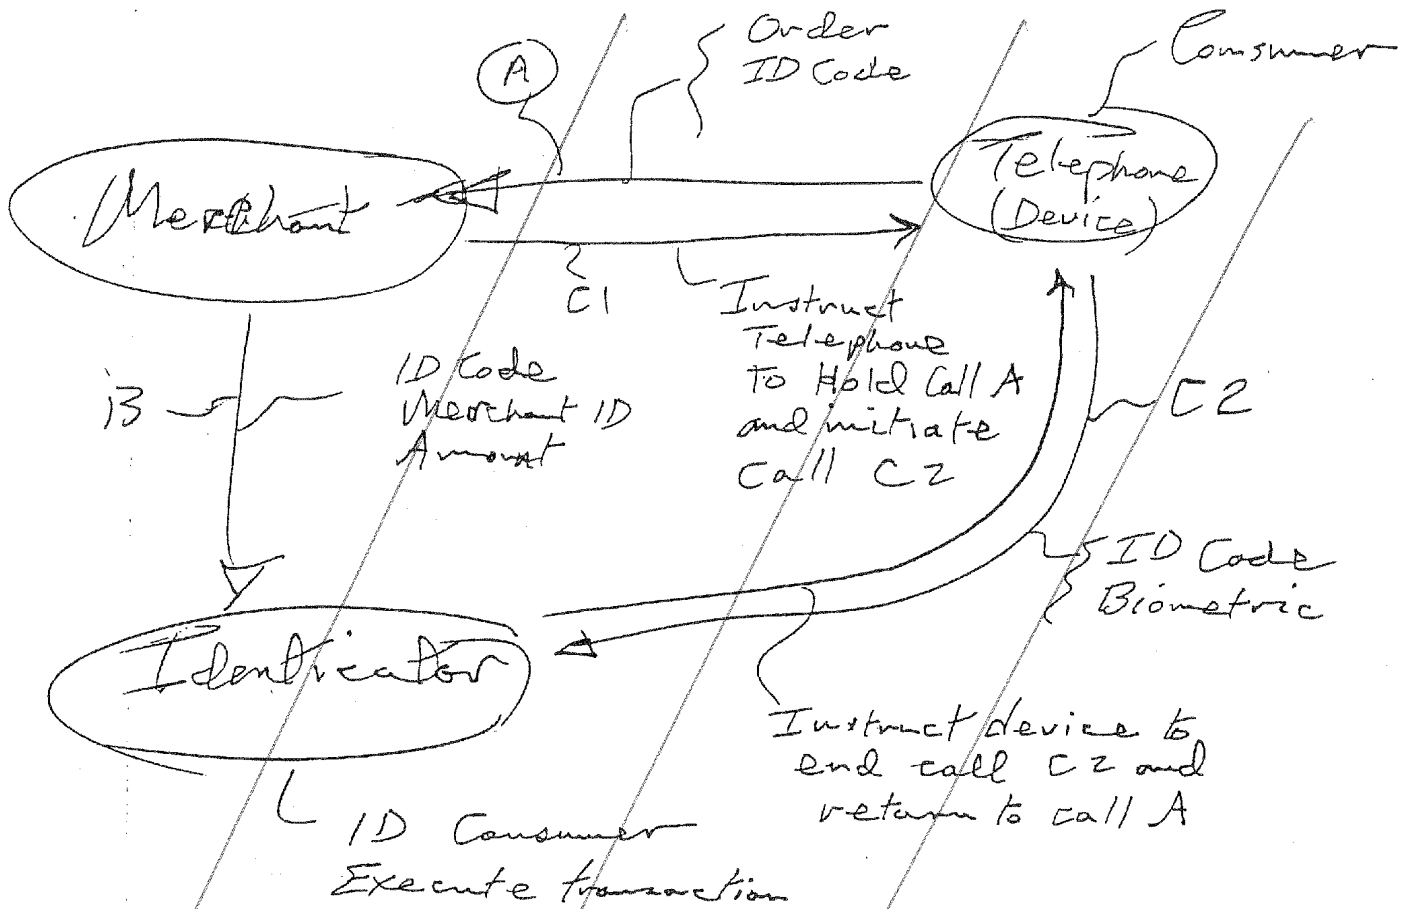 Order
ID Code
A
Consumer
Merchant
Telephone
(Device)
C1
Instruct
Telephone
to Hold Call A
and initiate
Call C2
ID Code
Merchant ID
Amount
B
C2
ID Code
Biometric
Identicator
Instruct device to
end call C2 and
return to call A
ID Consumer
Execute transaction